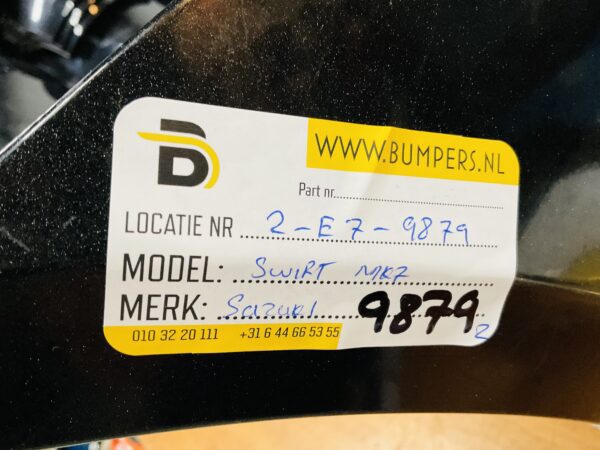 B
WWW.BUMPERS.NL
Part nr.
LOCATIE NR 2-E7-9879
MODEL: SWIFT MK7
MERK: Suzuki 9879 2
010 32 20 111 +31 6 44 66 53 55